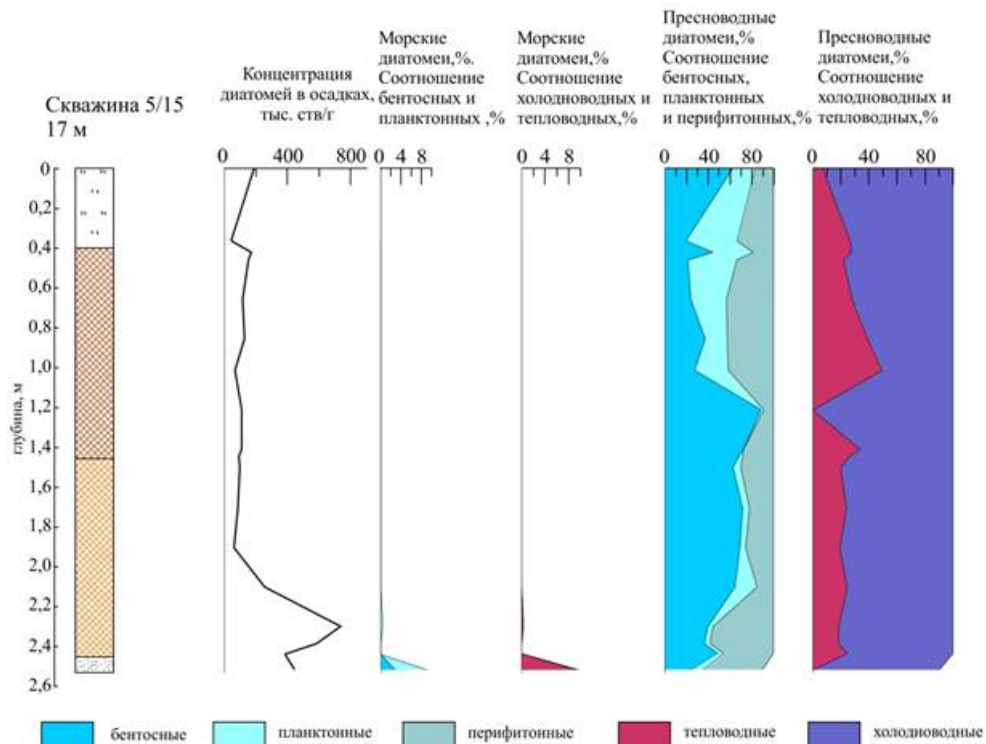 Скважина 5/15
17 м
Концентрация
диатомей в осадках,
тыс. ств/г
Морские
диатомеи,%.
Соотношение
бентосных и
планктонных ,%
Морские
диатомеи,%
Соотношение
холодноводных и
тепловодных,%
Пресноводные
диатомеи,%
Соотношение
бентосных,
планктонных
и перифитонных,%
Пресноводные
диатомеи,%
Соотношение
холодноводных и
тепловодных,%
0 400 800
0 4 8
0 4 8
0 40 80
0 40 80
глубина, м
0
0,2
0,4
0,6
0,8
1,0
1,2
1,4
1,6
1,8
2,0
2,2
2,4
2,6
бентосные
планктонные
перифитонные
тепловодные
холодноводные